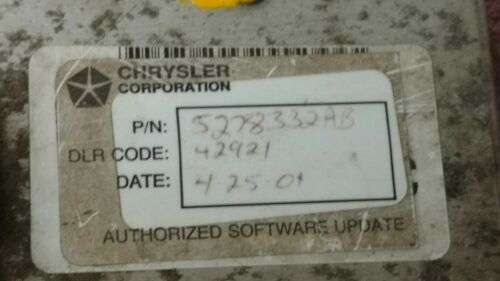 CHRYSLER
CORPORATION
P/N: 5278332AB
DLR CODE: 42921
DATE: 4 25 01
AUTHORIZED SOFTWARE UPDATE